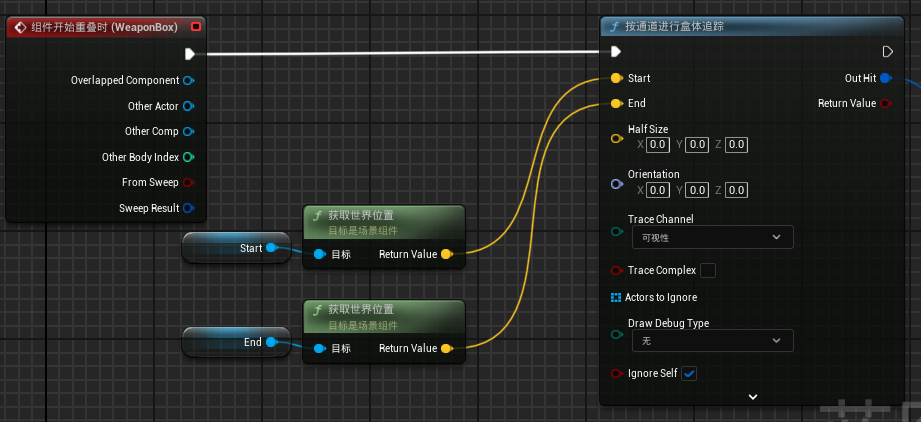 组件开始重叠时 (WeaponBox)
Overlapped Component
Other Actor
Other Comp
Other Body Index
From Sweep
Sweep Result
Start
获取世界位置
目标是场景组件
目标
Return Value
End
获取世界位置
目标是场景组件
目标
Return Value
f 按通道进行盒体追踪
Start
Out Hit
End
Return Value
Half Size
X 0.0 Y 0.0 Z 0.0
Orientation
X 0.0 Y 0.0 Z 0.0
Trace Channel
可视性
Trace Complex
Actors to Ignore
Draw Debug Type
无
Ignore Self